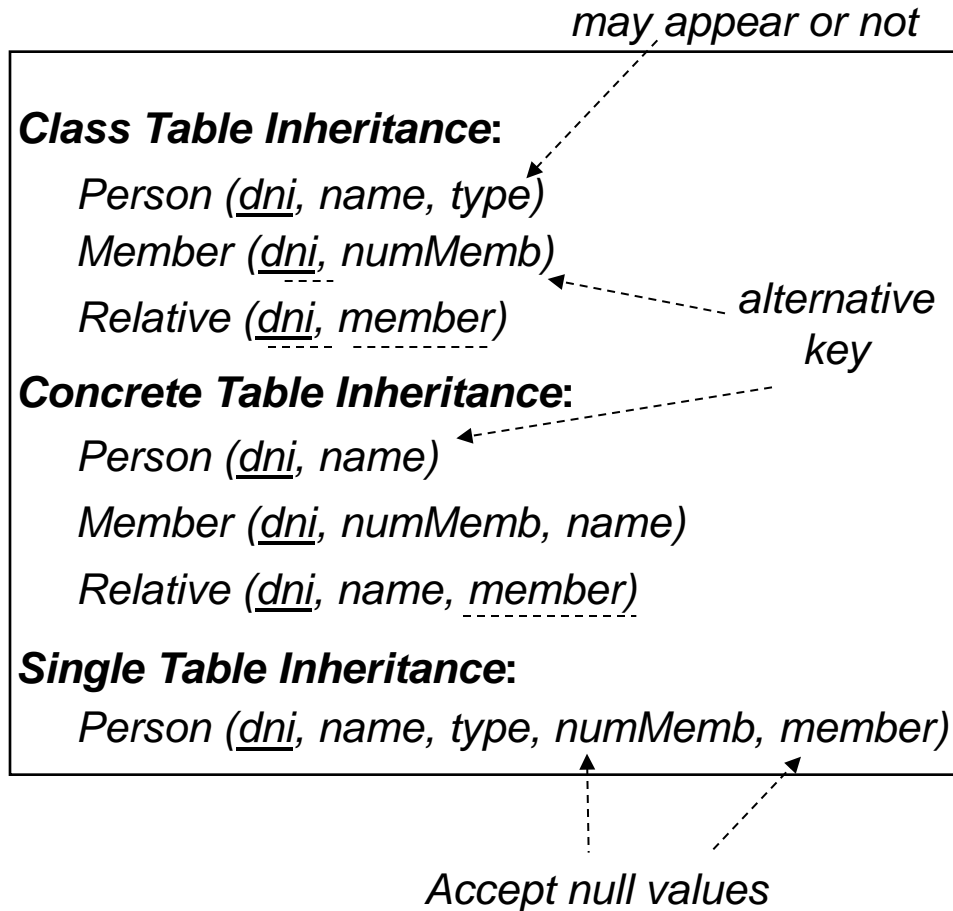 may appear or not
Class Table Inheritance:
Person (dni, name, type)
Member (dni, numMemb)
Relative (dni, member)
alternative
key
Concrete Table Inheritance:
Person (dni, name)
Member (dni, numMemb, name)
Relative (dni, name, member)
Single Table Inheritance:
Person (dni, name, type, numMemb, member)
Accept null values